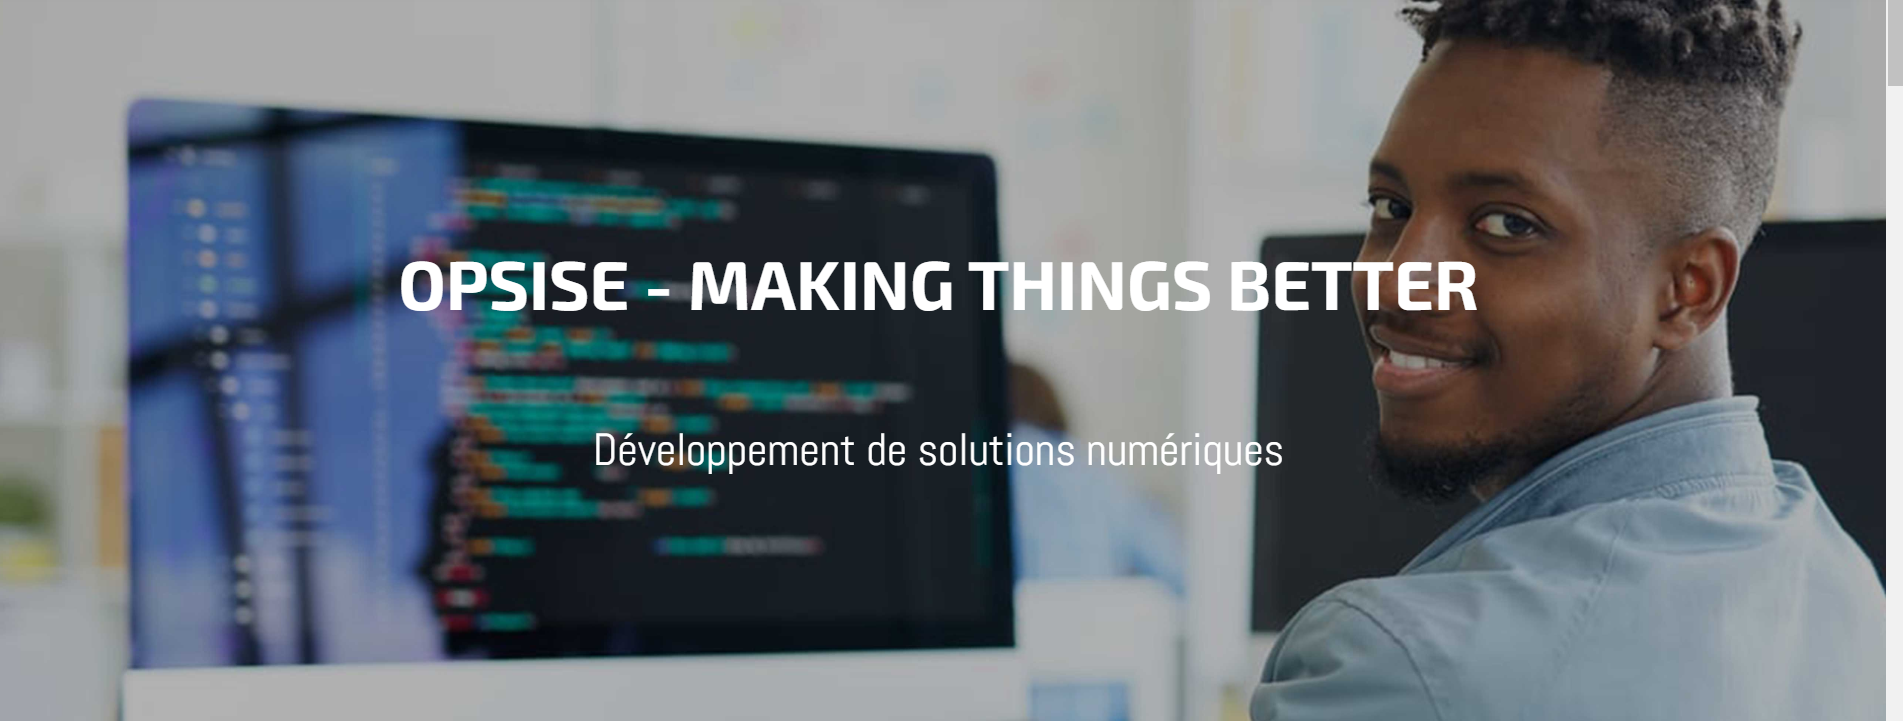 OPSISE - MAKING THINGS BETTER
Développement de solutions numériques